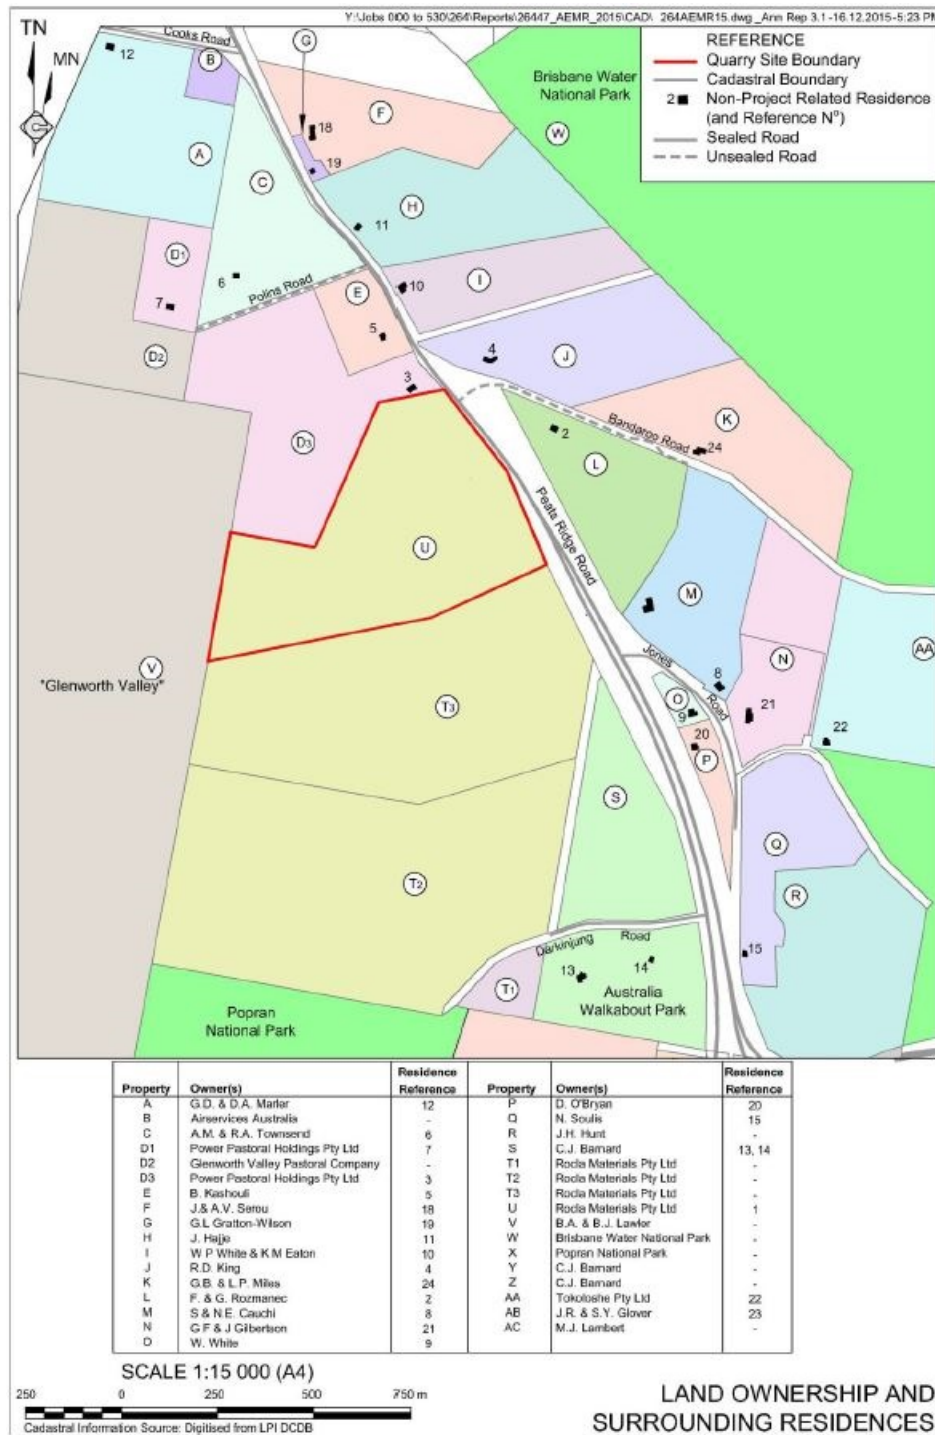 Y:\Jobs 0I00 to 530\264\Reports\26447_AEMR_2015\CAD\ 264AEMR15.dwg _Ann Rep 3.1 -16.12.2015-5:23 PM
TN
MN
REFERENCE
Quarry Site Boundary
Cadastral Boundary
2 Non-Project Related Residence
(and Reference Nº)
Sealed Road
Unsealed Road
Cooks Road
12
B
G
18
F
Brisbane Water
National Park
W
A
C
19
H
11
D1
6
7
Polins Road
E
10
I
5
4
J
D2
3
D3
2
Bandaroo Road
K
24
L
U
Peats Ridge Road
M
V
"Glenworth Valley"
Jones
Road
N
AA
8
O
9
21
22
T3
20
P
S
Q
T2
R
Darkinjung Road
15
T1
13
14
Australia
Walkabout Park
Popran
National Park
Property Owner(s) Residence Reference Property Owner(s) Residence Reference
A G.D. & D.A. Marler 12 P D. O'Bryan 20
B Airservices Australia - Q N. Soulis 15
C A.M. & R.A. Townsend 6 R J.H. Hunt -
D1 Power Pastoral Holdings Pty Ltd 7 S C.J. Barnard 13, 14
D2 Glenworth Valley Pastoral Company - T1 Rocla Materials Pty Ltd -
D3 Power Pastoral Holdings Pty Ltd 3 T2 Rocla Materials Pty Ltd -
E B. Kashouli 5 T3 Rocla Materials Pty Ltd -
F J.& A.V. Serou 18 U Rocla Materials Pty Ltd 1
G G.L Gratton-Wilson 19 V B.A. & B.J. Lawler -
H J. Hajje 11 W Brisbane Water National Park -
I W P White & K M Eaton 10 X Popran National Park -
J R.D. King 4 Y C.J. Barnard -
K G.B. & L.P. Miles 24 Z C.J. Barnard -
L F. & G. Rozmanec 2 AA Tokoloshe Pty Ltd 22
M S & N.E. Cauchi 8 AB J.R. & S.Y. Glover 23
N G F & J Gilbertson 21 AC M.J. Lambert -
O W. White 9
SCALE 1:15 000 (A4)
250 0 250 500 750 m
Cadastral Information Source: Digitised from LPI DCDB
LAND OWNERSHIP AND
SURROUNDING RESIDENCES